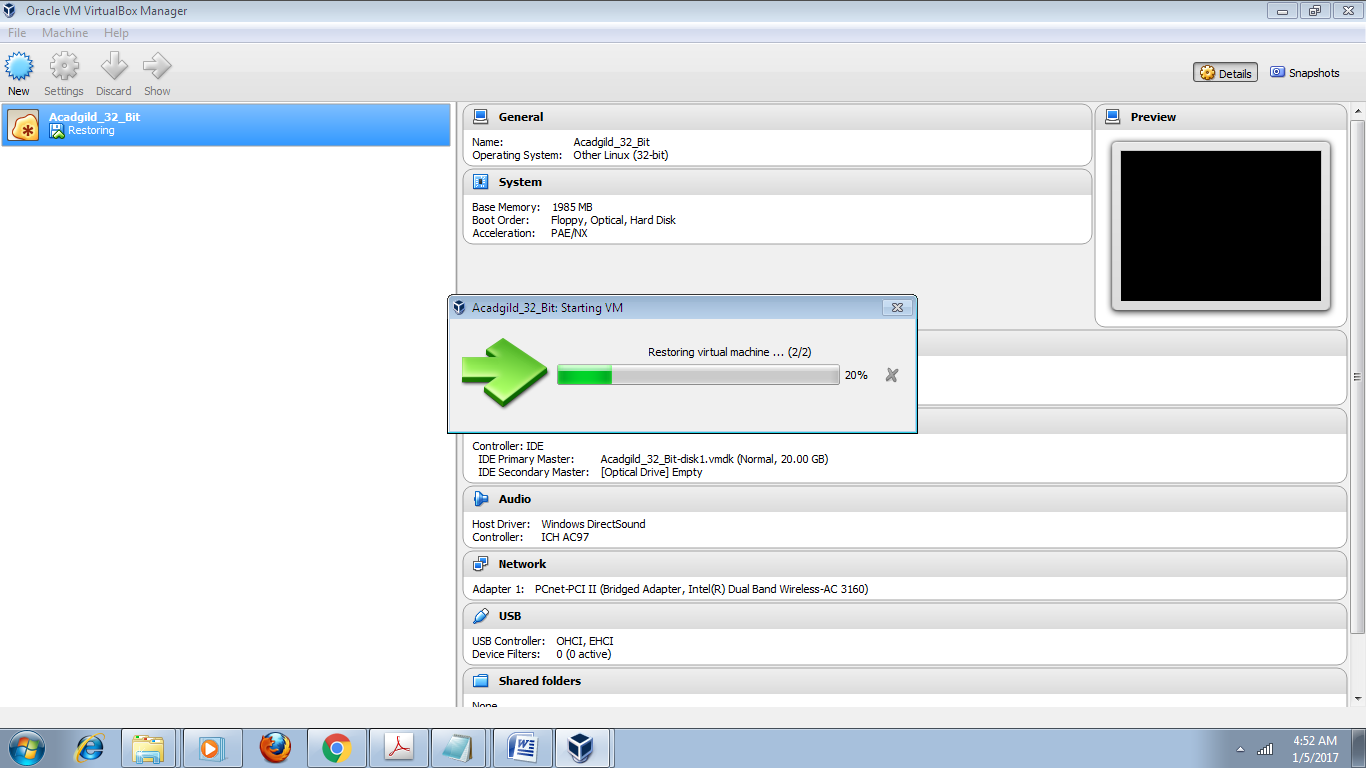 Oracle VM VirtualBox Manager
File Machine Help
New Settings Discard Show
Details Snapshots
Acadgild_32_Bit
Restoring
General
Name: Acadgild_32_Bit
Operating System: Other Linux (32-bit)
System
Base Memory: 1985 MB
Boot Order: Floppy, Optical, Hard Disk
Acceleration: PAE/NX
Preview
Acadgild_32_Bit: Starting VM
Restoring virtual machine ... (2/2)
20%
Controller: IDE
IDE Primary Master: Acadgild_32_Bit-disk1.vmdk (Normal, 20.00 GB)
IDE Secondary Master: [Optical Drive] Empty
Audio
Host Driver: Windows DirectSound
Controller: ICH AC97
Network
Adapter 1: PCnet-PCI II (Bridged Adapter, Intel(R) Dual Band Wireless-AC 3160)
USB
USB Controller: OHCI, EHCI
Device Filters: 0 (0 active)
Shared folders
None
4:52 AM
1/5/2017